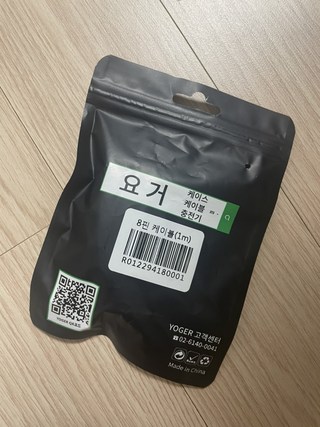 요거
케이스
케이블
충전기
8핀 케이블(1m)
R012294180001
YOGER 고객센터
☎02-6140-0041
Made in China